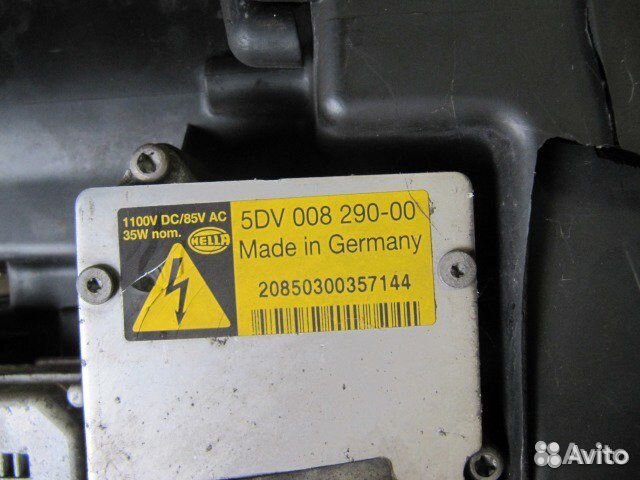 1100V DC/85V AC
35W nom.
HELLA
5DV 008 290-00
Made in Germany
20850300357144
Avito